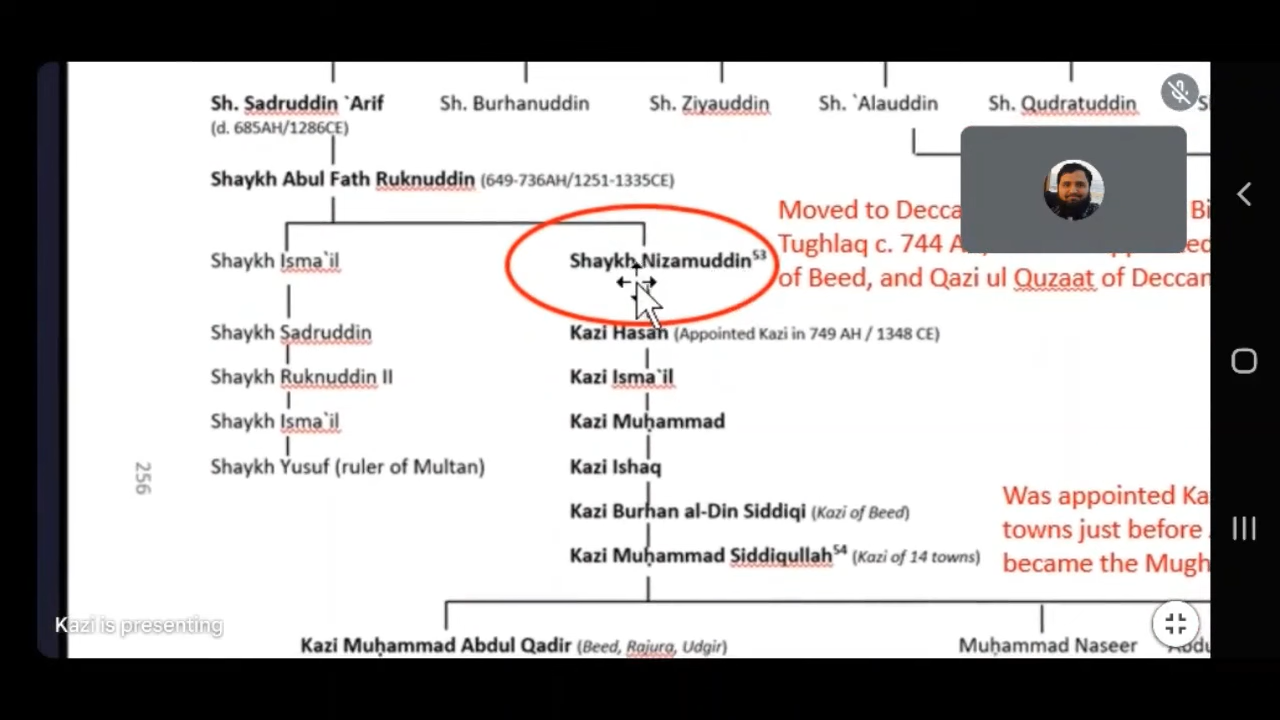 Sh. Sadruddin `Arif
Sh. Burhanuddin
Sh. Ziyauddin
Sh. `Alauddin
Sh. Qudratuddin
(d. 685AH/1286CE)
Shaykh Abul Fath Ruknuddin (649-736AH/1251-1335CE)
Moved to Decca
Tughlaq c. 744 A
of Beed, and Qazi ul Quzaat of Deccan
Shaykh Isma`il
Shaykh Nizamuddin⁵³
Shaykh Sadruddin
Kazi Hasan (Appointed Kazi in 749 AH / 1348 CE)
Shaykh Ruknuddin II
Kazi Isma`il
Shaykh Isma`il
Kazi Muḥammad
Shaykh Yusuf (ruler of Multan)
Kazi Ishaq
256
Kazi Burhan al-Din Siddiqi (Kazi of Beed)
Was appointed Ka
towns just before
became the Mugh
Kazi Muḥammad Siddiqullah⁵⁴ (Kazi of 14 towns)
Kazi is presenting
Kazi Muḥammad Abdul Qadir (Beed, Rajura, Udgir)
Muḥammad Naseer